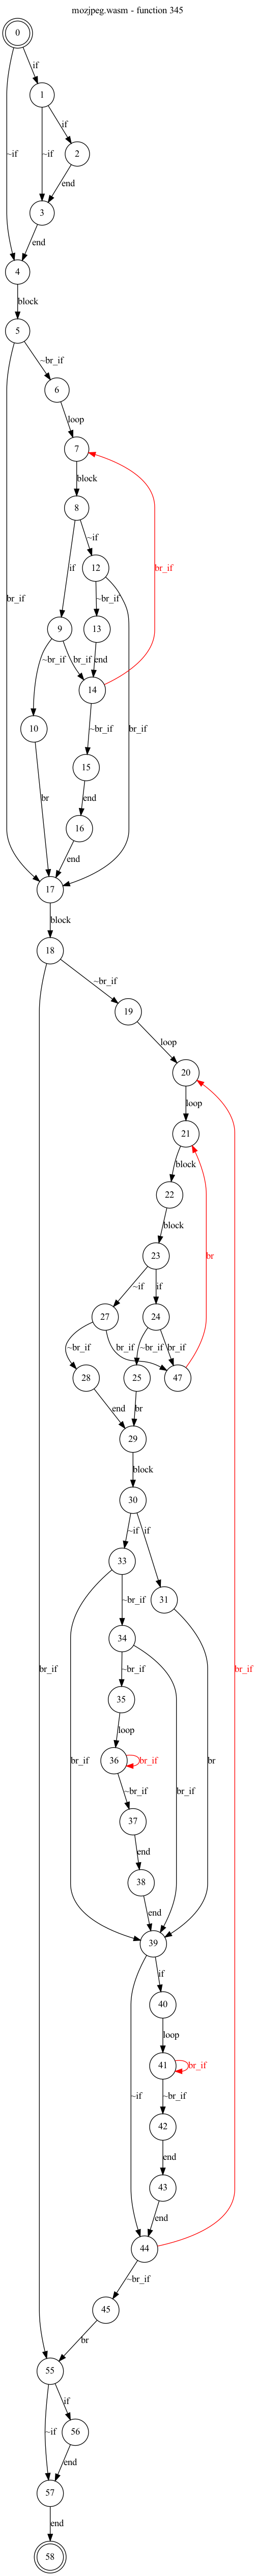 mozjpeg.wasm - function 345
0
if
1
~if
~if
if
2
end
3
end
4
block
5
~br_if
6
loop
7
block
br_if
8
~if
12
br_if
if
~br_if
9
13
~br_if
br_if
end
14
10
~br_if
br_if
15
br
end
16
end
17
block
18
~br_if
19
loop
20
loop
21
block
22
block
23
br
~if
if
27
24
~br_if
br_if
~br_if
br_if
28
25
47
end
br
29
block
30
~if
if
33
31
~br_if
34
~br_if
35
br_if
loop
br_if
br
br_if
36
br_if
~br_if
37
end
38
end
39
if
40
loop
~if
41
br_if
~br_if
42
end
43
end
44
~br_if
45
br
55
if
~if
56
end
57
end
58